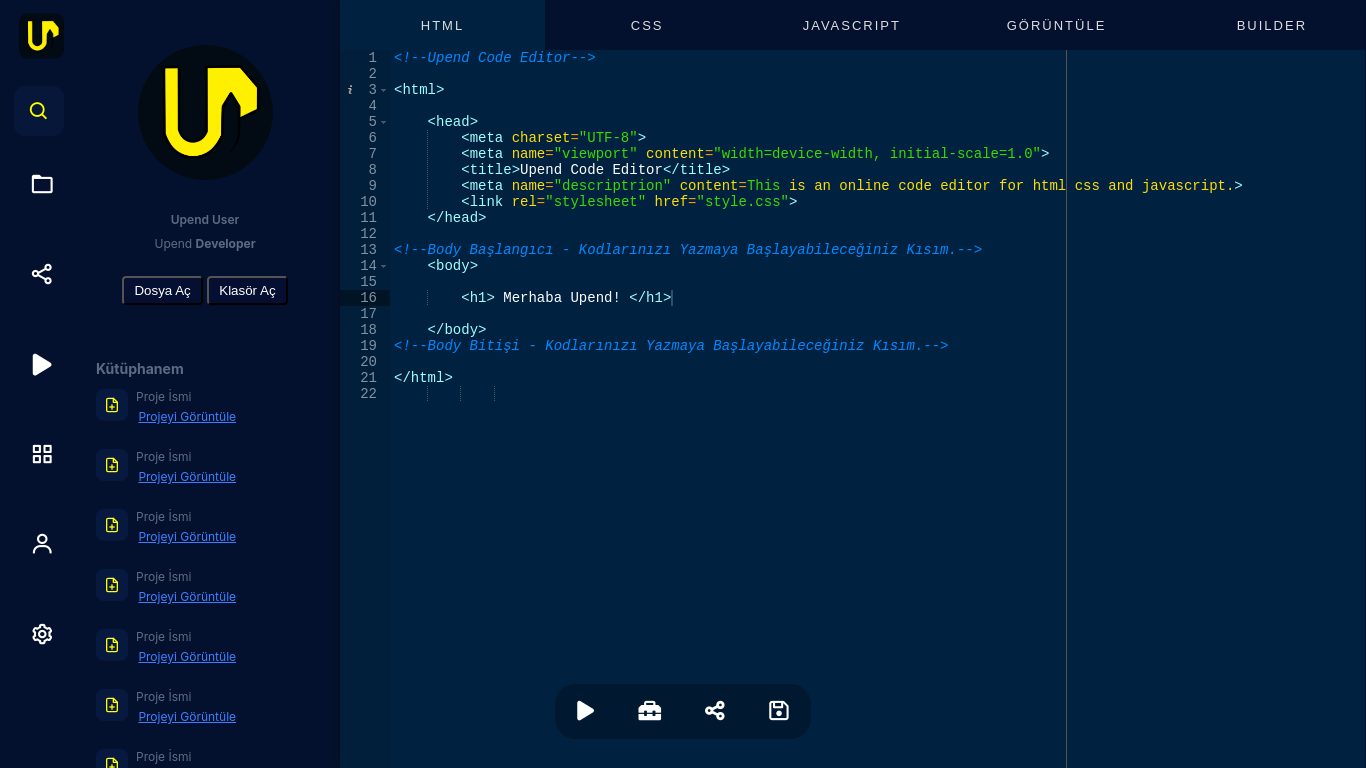 HTML
CSS
JAVASCRIPT
GÖRÜNTÜLE
BUILDER
Upend User
Upend Developer
Dosya Aç
Klasör Aç
Kütüphanem
Proje İsmi
Projeyi Görüntüle
Proje İsmi
Projeyi Görüntüle
Proje İsmi
Projeyi Görüntüle
Proje İsmi
Projeyi Görüntüle
Proje İsmi
Projeyi Görüntüle
Proje İsmi
Projeyi Görüntüle
Proje İsmi
1 <!--Upend Code Editor-->
2
i 3 <html>
4
5 <head>
6 <meta charset="UTF-8">
7 <meta name="viewport" content="width=device-width, initial-scale=1.0">
8 <title>Upend Code Editor</title>
9 <meta name="descriptrion" content=This is an online code editor for html css and javascript.>
10 <link rel="stylesheet" href="style.css">
11 </head>
12
13 <!--Body Başlangıcı - Kodlarınızı Yazmaya Başlayabileceğiniz Kısım.-->
14 <body>
15
16 <h1> Merhaba Upend! </h1>
17
18 </body>
19 <!--Body Bitişi - Kodlarınızı Yazmaya Başlayabileceğiniz Kısım.-->
20
21 </html>
22